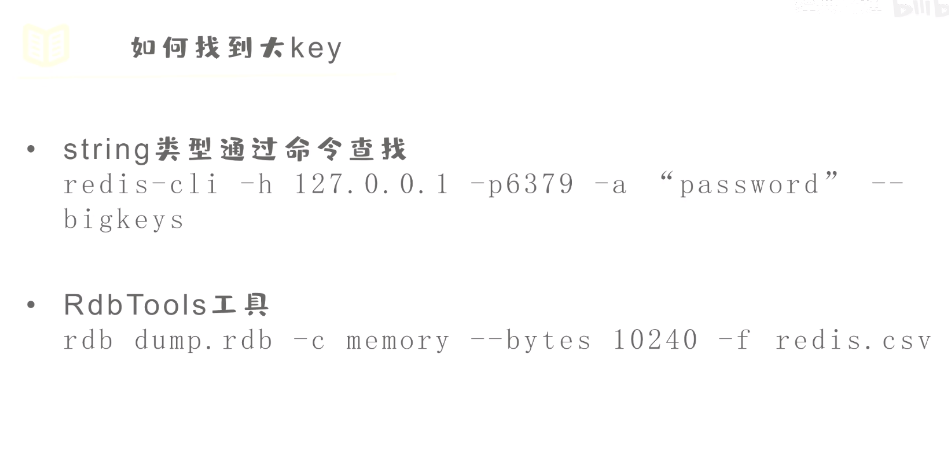 如何找到大key
• string类型通过命令查找
redis-cli -h 127.0.0.1 -p6379 -a “password” --
bigkeys
• RdbTools工具
rdb dump.rdb -c memory --bytes 10240 -f redis.csv